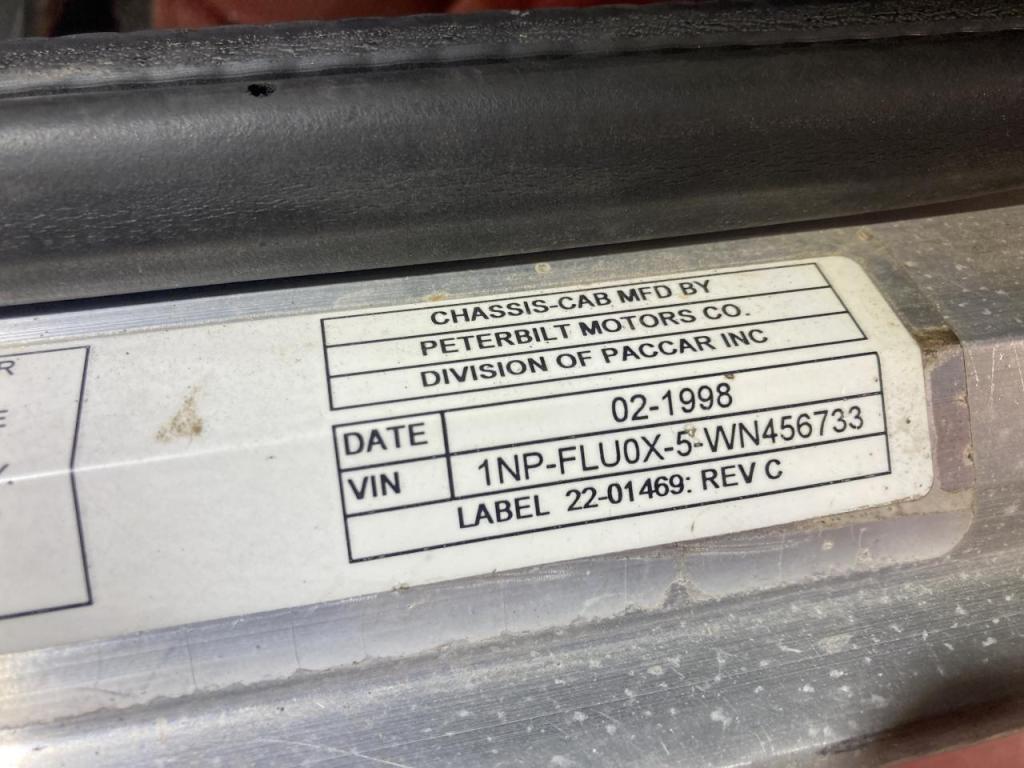 CHASSIS-CAB MFD BY
PETERBILT MOTORS CO.
DIVISION OF PACCAR INC
DATE 02-1998
VIN 1NP-FLU0X-5-WN456733
LABEL 22-01469: REV C